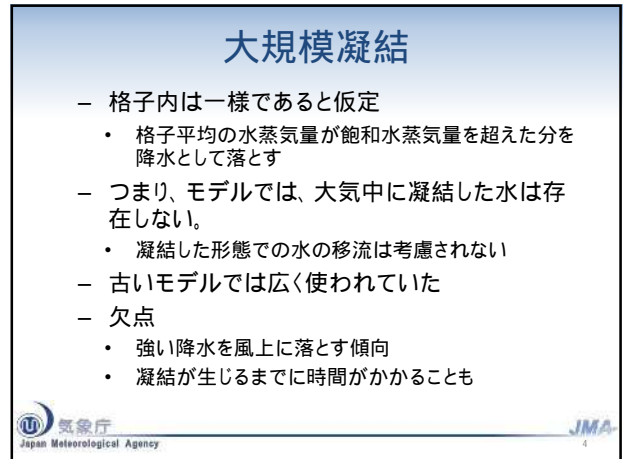 大規模凝結
– 格子内は一様であると仮定
• 格子平均の水蒸気量が飽和水蒸気量を超えた分を
降水として落とす
– つまり、モデルでは、大気中に凝結した水は存
在しない。
• 凝結した形態での水の移流は考慮されない
– 古いモデルでは広く使われていた
– 欠点
• 強い降水を風上に落とす傾向
• 凝結が生じるまでに時間がかかることも
気象庁
Japan Meteorological Agency
JMA
4